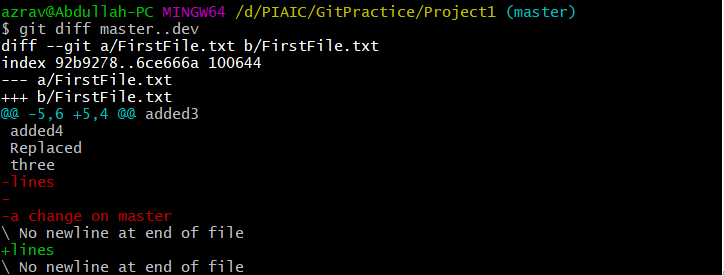 azrav@Abdullah-PC MINGW64 /d/PIAIC/GitPractice/Project1 (master)
$ git diff master..dev
diff --git a/FirstFile.txt b/FirstFile.txt
index 92b9278..6ce666a 100644
--- a/FirstFile.txt
+++ b/FirstFile.txt
@@ -5,6 +5,4 @@ added3
 added4
 Replaced
 three
-lines
-
-a change on master
\ No newline at end of file
+lines
\ No newline at end of file